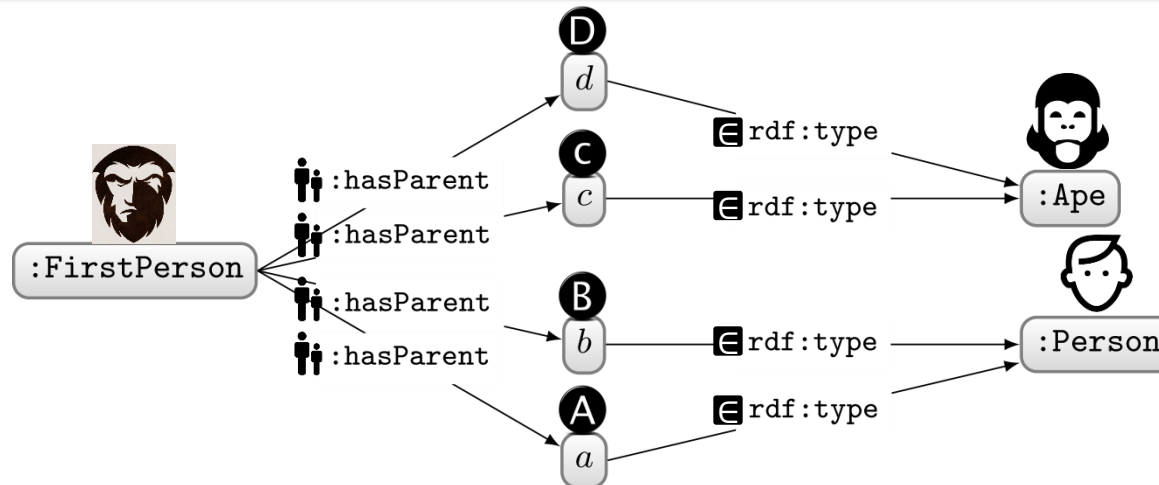 D
d
∈ rdf:type
C
:hasParent
c
∈ rdf:type
:Ape
:hasParent
:FirstPerson
B
:hasParent
b
∈ rdf:type
:Person
:hasParent
A
∈ rdf:type
a